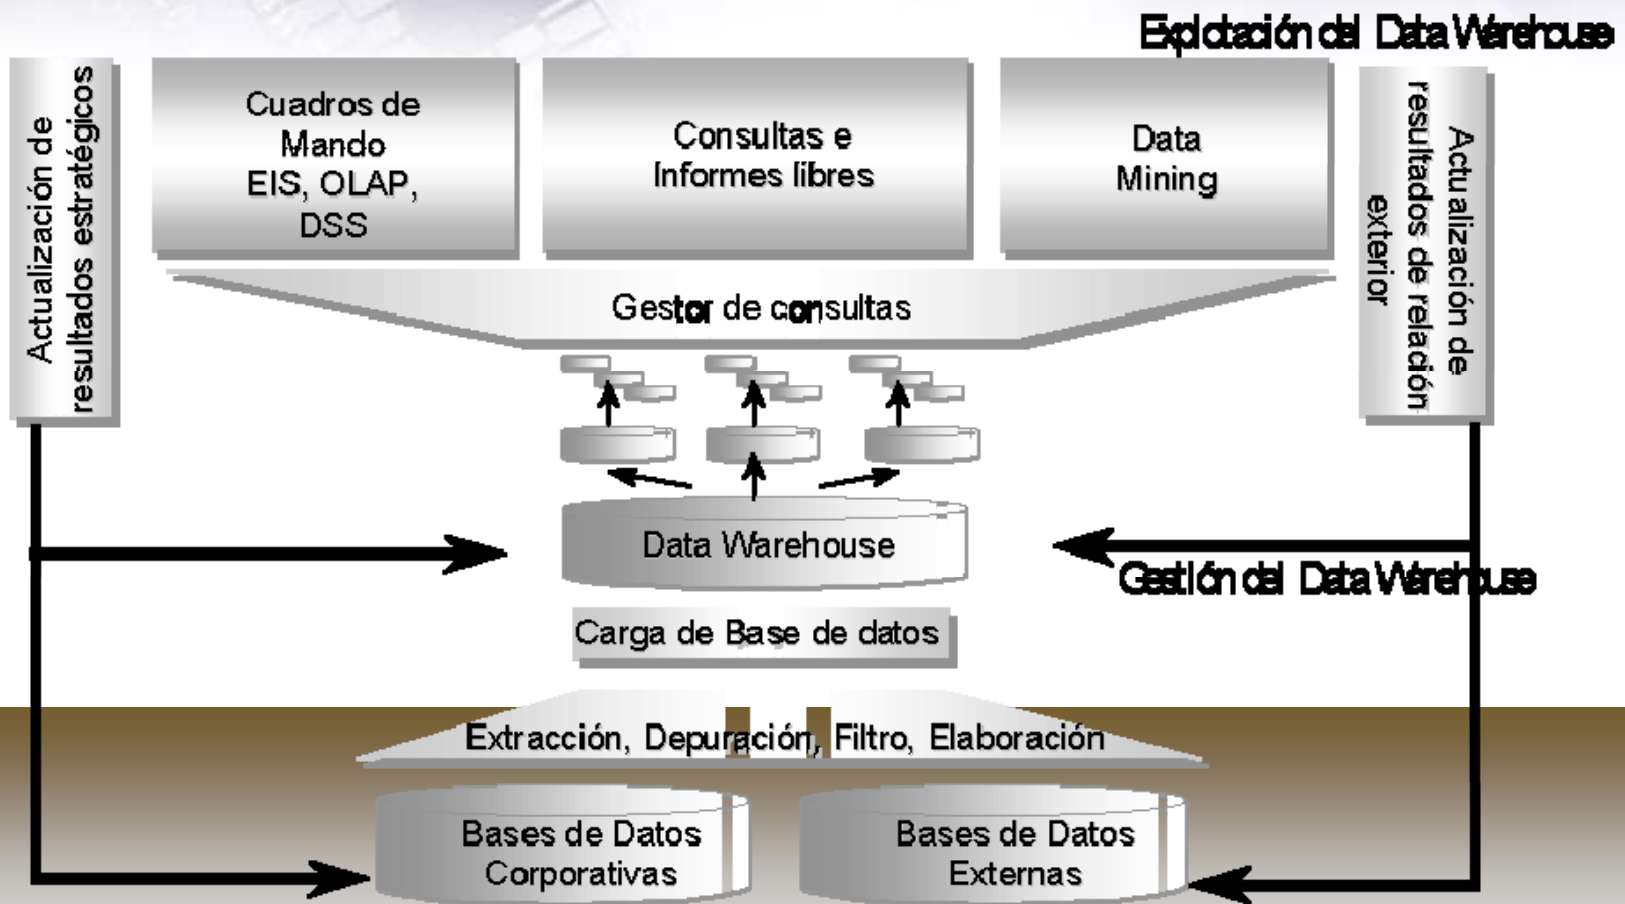 Explotación del Data Warehouse
Actualización de
resultados estratégicos
Cuadros de
Mando
EIS, OLAP,
DSS
Consultas e
Informes libres
Data
Mining
Actualización de
resultados de relación
exterior
Gestor de consultas
Data Warehouse
Gestión del Data Warehouse
Carga de Base de datos
Extracción, Depuración, Filtro, Elaboración
Bases de Datos
Corporativas
Bases de Datos
Externas